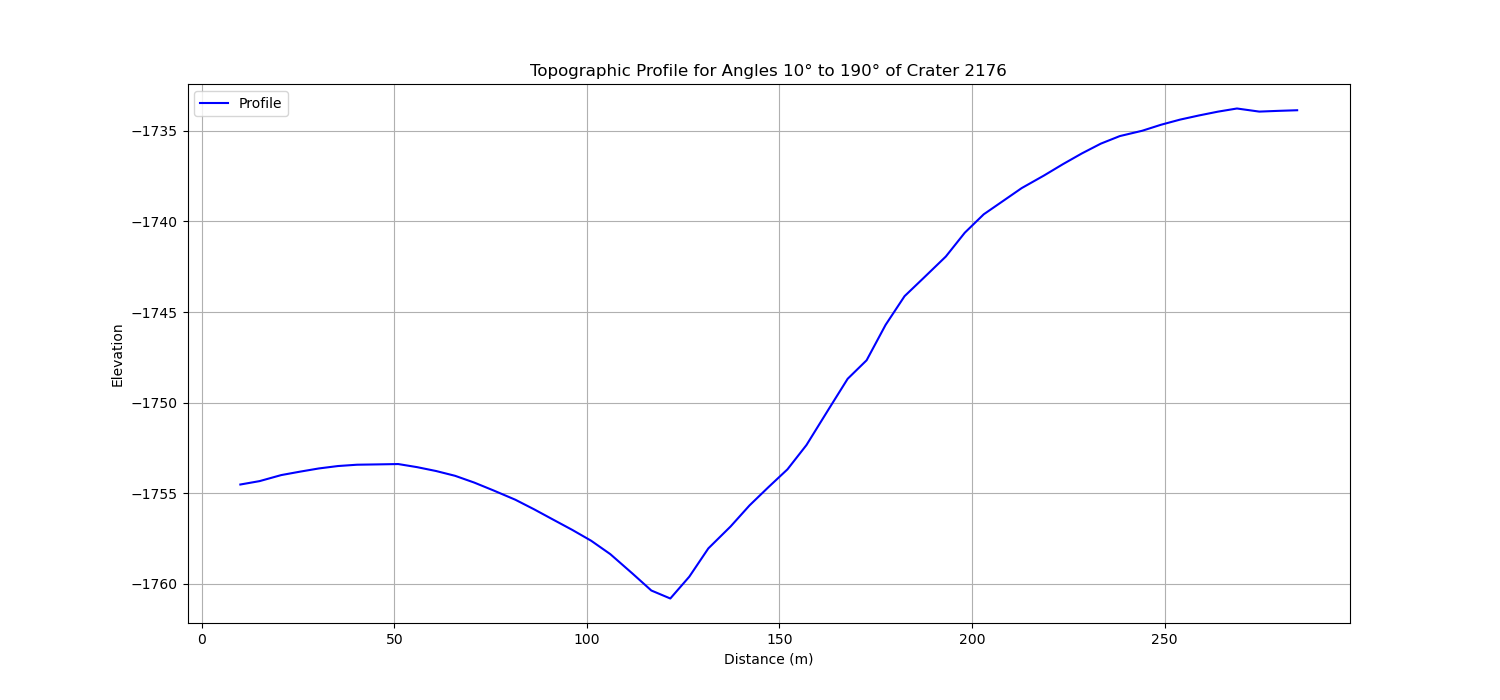 Topographic Profile for Angles 10° to 190° of Crater 2176
Profile
−1735
−1740
−1745
−1750
−1755
−1760
Elevation
0 50 100 150 200 250
Distance (m)